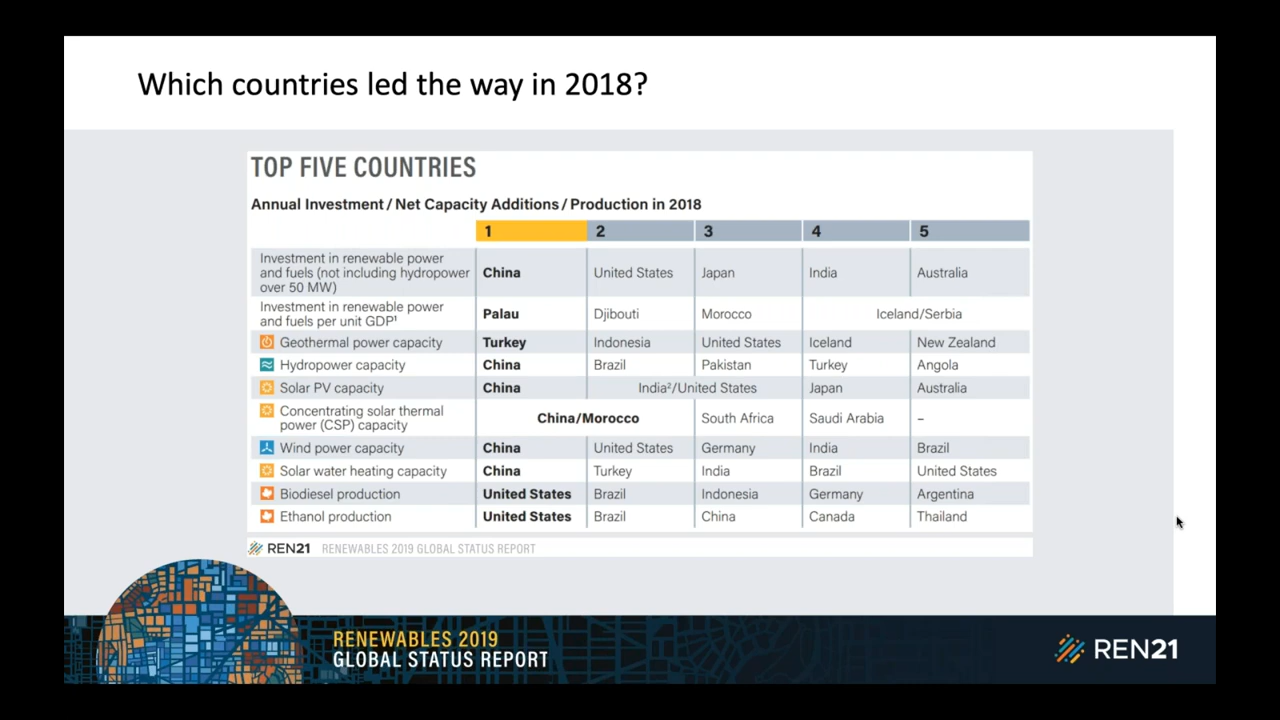 Which countries led the way in 2018?
TOP FIVE COUNTRIES
Annual Investment / Net Capacity Additions / Production in 2018
1 2 3 4 5
Investment in renewable power
and fuels (not including hydropower
over 50 MW)
China United States Japan India Australia
Investment in renewable power
and fuels per unit GDP¹
Palau Djibouti Morocco Iceland/Serbia
Geothermal power capacity Turkey Indonesia United States Iceland New Zealand
Hydropower capacity China Brazil Pakistan Turkey Angola
Solar PV capacity China India²/United States Japan Australia
Concentrating solar thermal
power (CSP) capacity
China/Morocco South Africa Saudi Arabia –
Wind power capacity China United States Germany India Brazil
Solar water heating capacity China Turkey India Brazil United States
Biodiesel production United States Brazil Indonesia Germany Argentina
Ethanol production United States Brazil China Canada Thailand
REN21 RENEWABLES 2019 GLOBAL STATUS REPORT
RENEWABLES 2019
GLOBAL STATUS REPORT
REN21